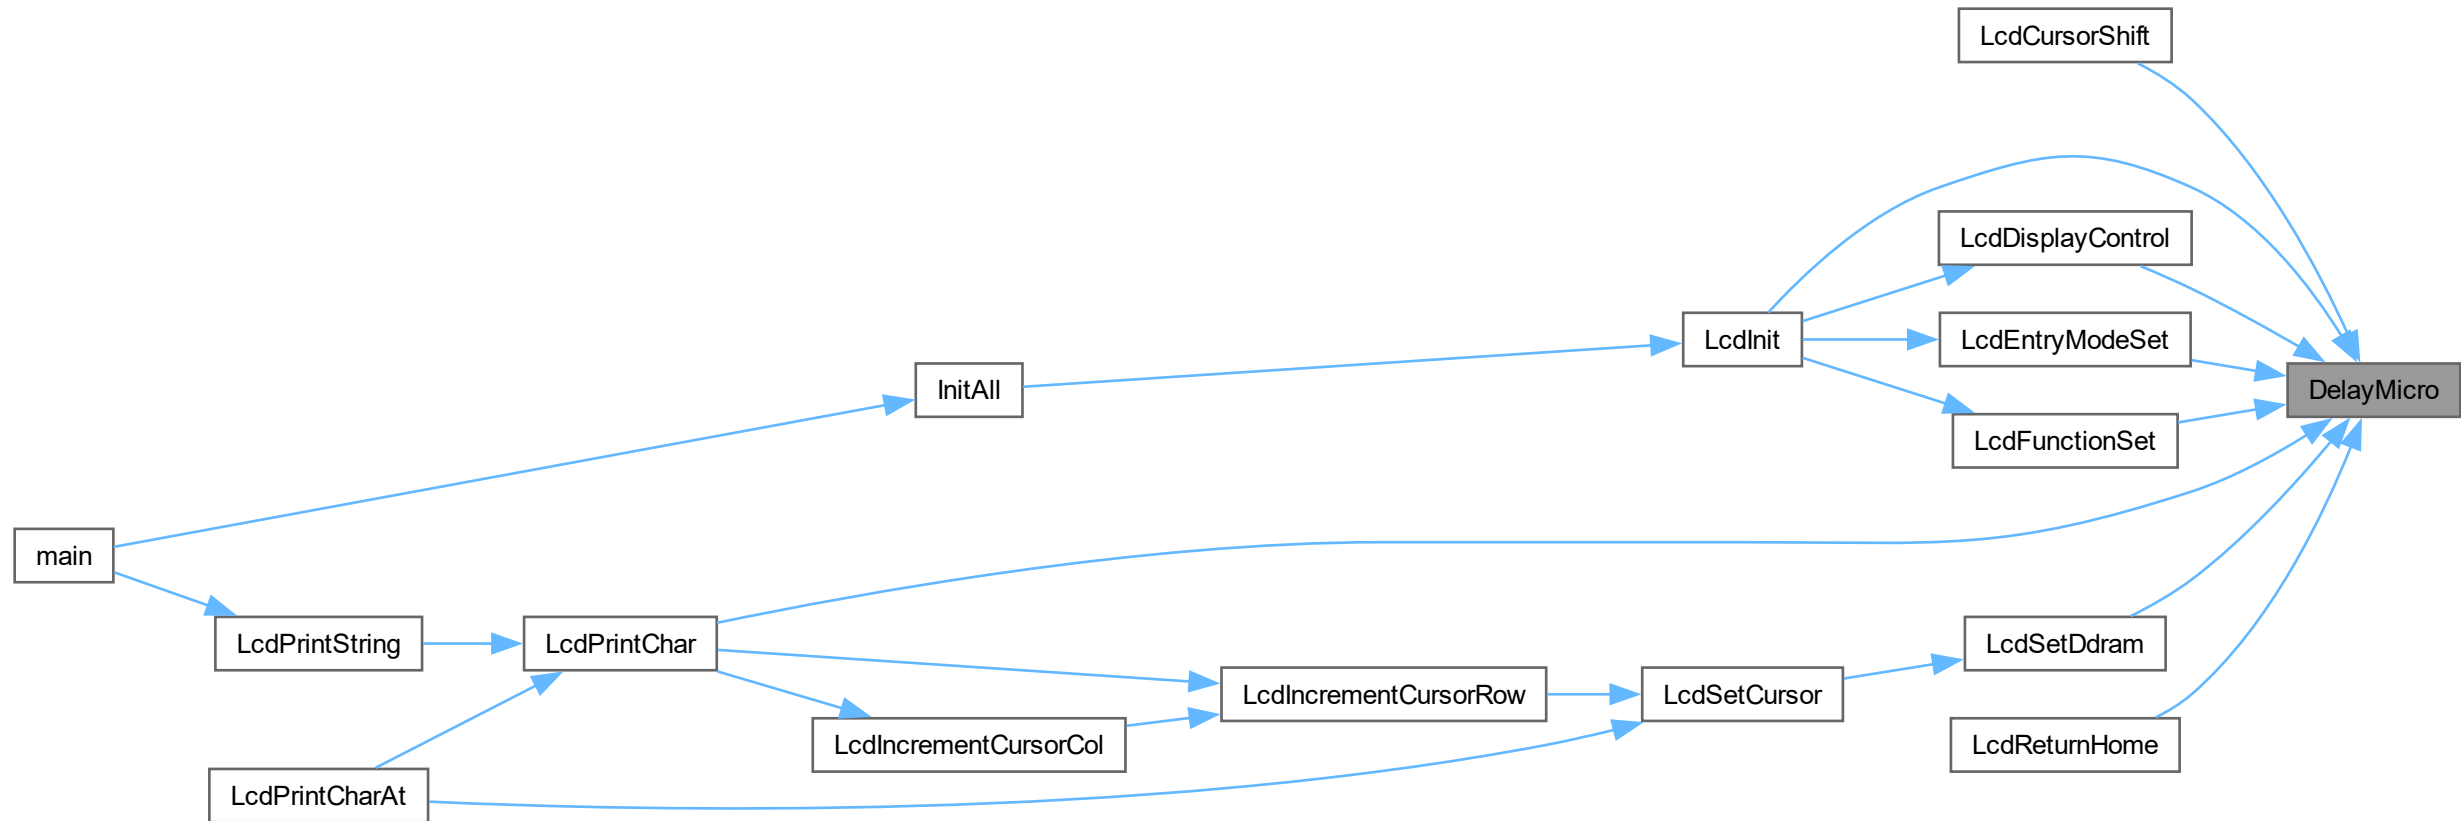 LcdCursorShift
LcdDisplayControl
LcdInit
LcdEntryModeSet
InitAll
DelayMicro
LcdFunctionSet
main
LcdPrintString
LcdPrintChar
LcdSetDdram
LcdIncrementCursorRow
LcdSetCursor
LcdIncrementCursorCol
LcdReturnHome
LcdPrintCharAt